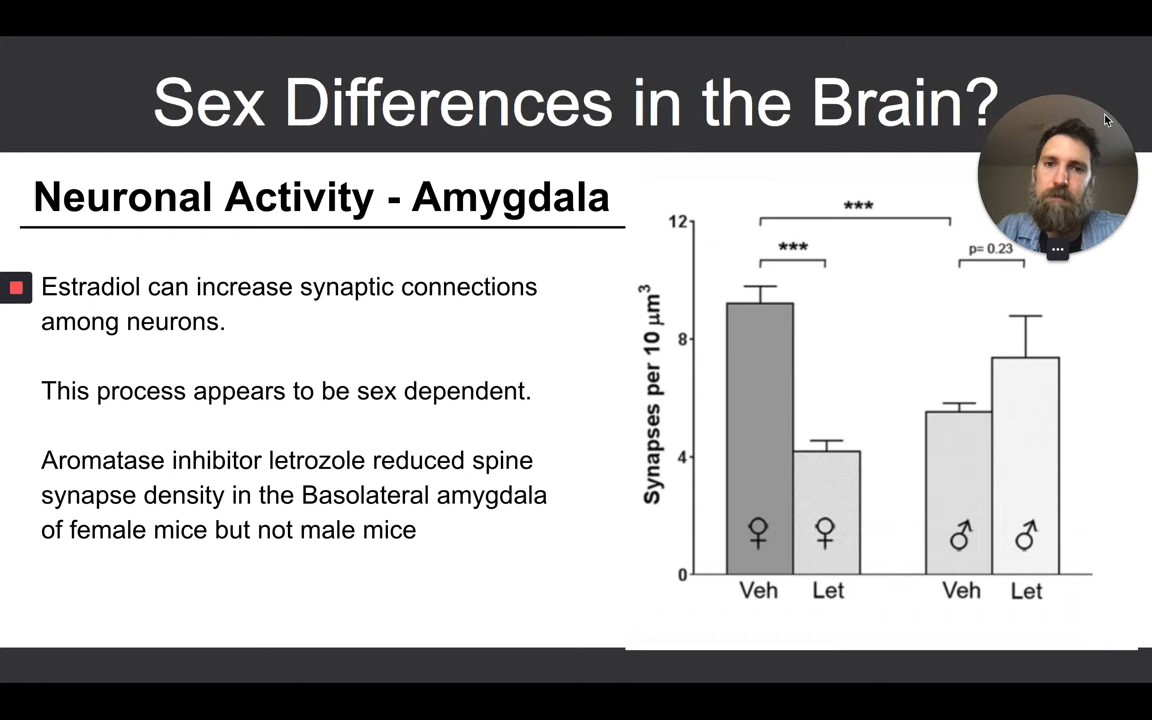 Sex Differences in the Brain?
Neuronal Activity - Amygdala
Estradiol can increase synaptic connections
among neurons.
This process appears to be sex dependent.
Aromatase inhibitor letrozole reduced spine
synapse density in the Basolateral amygdala
of female mice but not male mice
Synapses per 10 μm³
12
8
4
0
***
***
p= 0.23
♀ ♀ ♂ ♂
Veh Let Veh Let